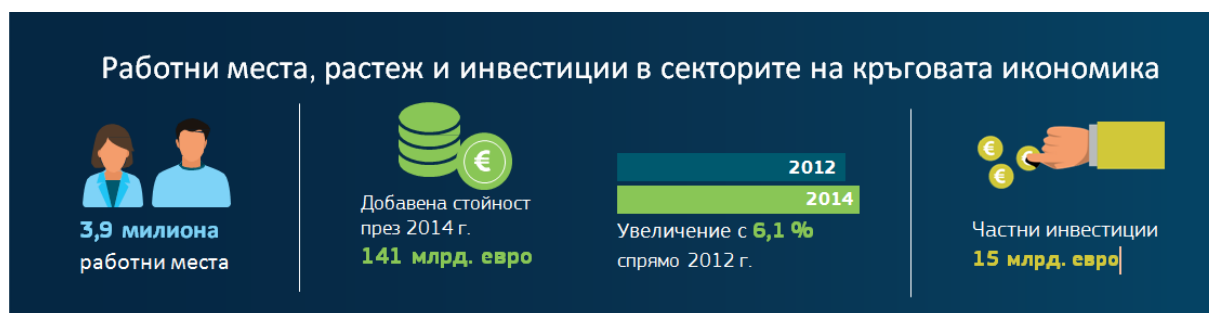 Работни места, растеж и инвестиции в секторите на кръговата икономика
3,9 милиона
работни места
Добавена стойност
през 2014 г.
141 млрд. евро
2012
2014
Увеличение с 6,1 %
спрямо 2012 г.
Частни инвестиции
15 млрд. евро